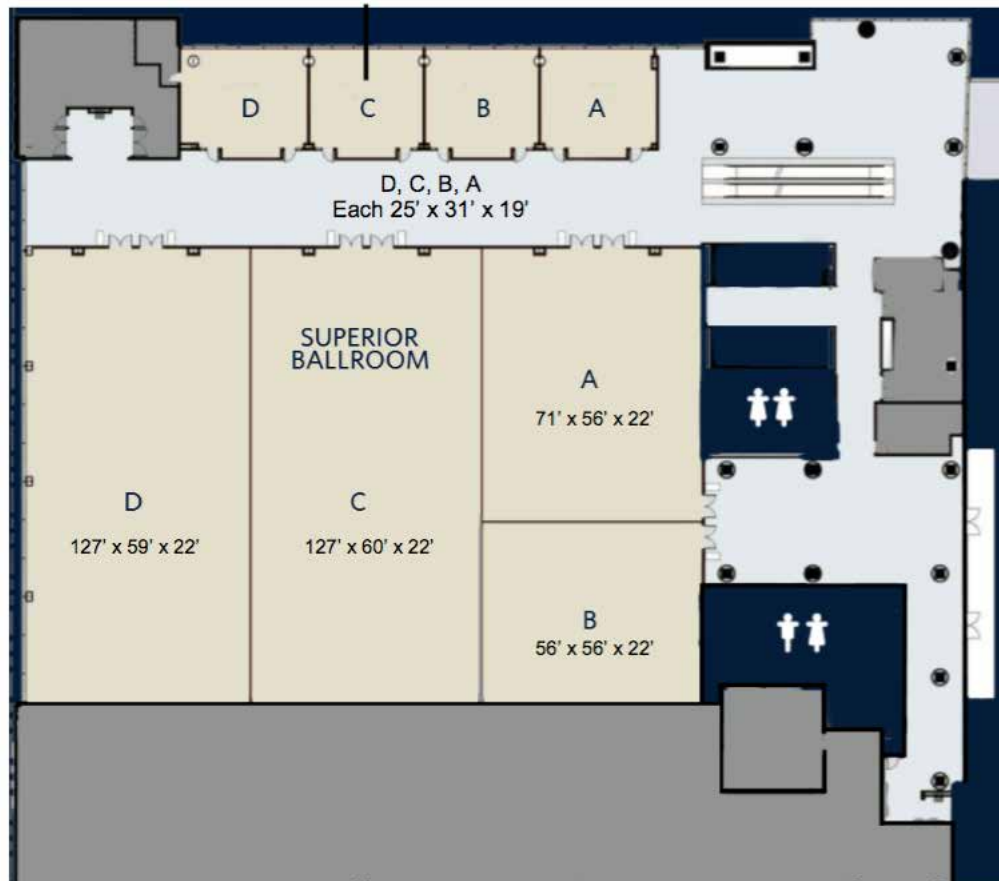 D C B A
D, C, B, A
Each 25' x 31' x 19'
SUPERIOR
BALLROOM
A
71' x 56' x 22'
D
127' x 59' x 22'
C
127' x 60' x 22'
B
56' x 56' x 22'